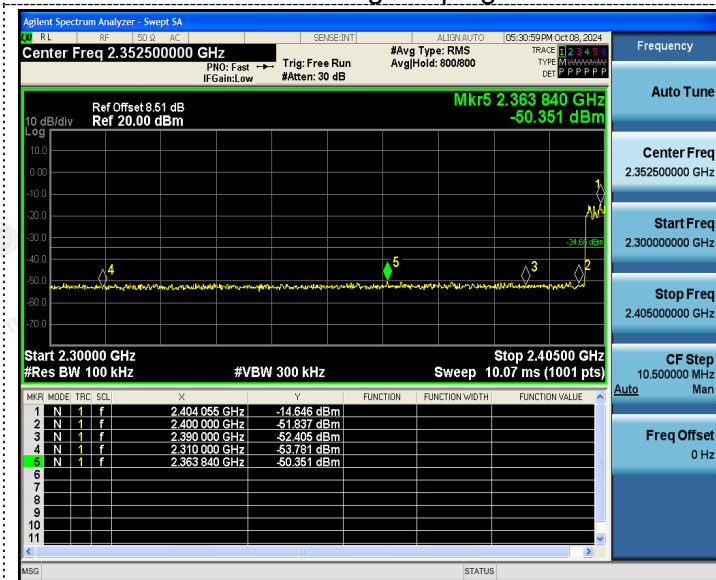 Agilent Spectrum Analyzer - Swept SA
LXI RL RF 50 Ω AC SENSE:INT ALIGNAUTO 05:30:59PM Oct 08, 2024
Center Freq 2.352500000 GHz
PNO: Fast Trig: Free Run #Avg Type: RMS TRACE 1 2 3 4 5 6
IFGain:Low #Atten: 30 dB Avg|Hold: 800/800 TYPE M
DET P P P P P P
Mkr5 2.363 840 GHz
-50.351 dBm
Ref Offset 8.51 dB
10 dB/div Ref 20.00 dBm
Log
10.0
0.00
-10.0
-20.0
-30.0
-40.0
-50.0
-60.0
-70.0
1
-34.65 dBm
4
5
3
2
Start 2.30000 GHz Stop 2.40500 GHz
#Res BW 100 kHz #VBW 300 kHz Sweep 10.07 ms (1001 pts)
MKR MODE TRC SCL X Y FUNCTION FUNCTION WIDTH FUNCTION VALUE
1 N 1 f 2.404 055 GHz -14.646 dBm
2 N 1 f 2.400 000 GHz -51.837 dBm
3 N 1 f 2.390 000 GHz -52.405 dBm
4 N 1 f 2.310 000 GHz -53.781 dBm
5 N 1 f 2.363 840 GHz -50.351 dBm
6
7
8
9
10
11
MSG STATUS
Frequency
Auto Tune
Center Freq
2.352500000 GHz
Start Freq
2.300000000 GHz
Stop Freq
2.405000000 GHz
CF Step
10.500000 MHz
Auto Man
Freq Offset
0 Hz